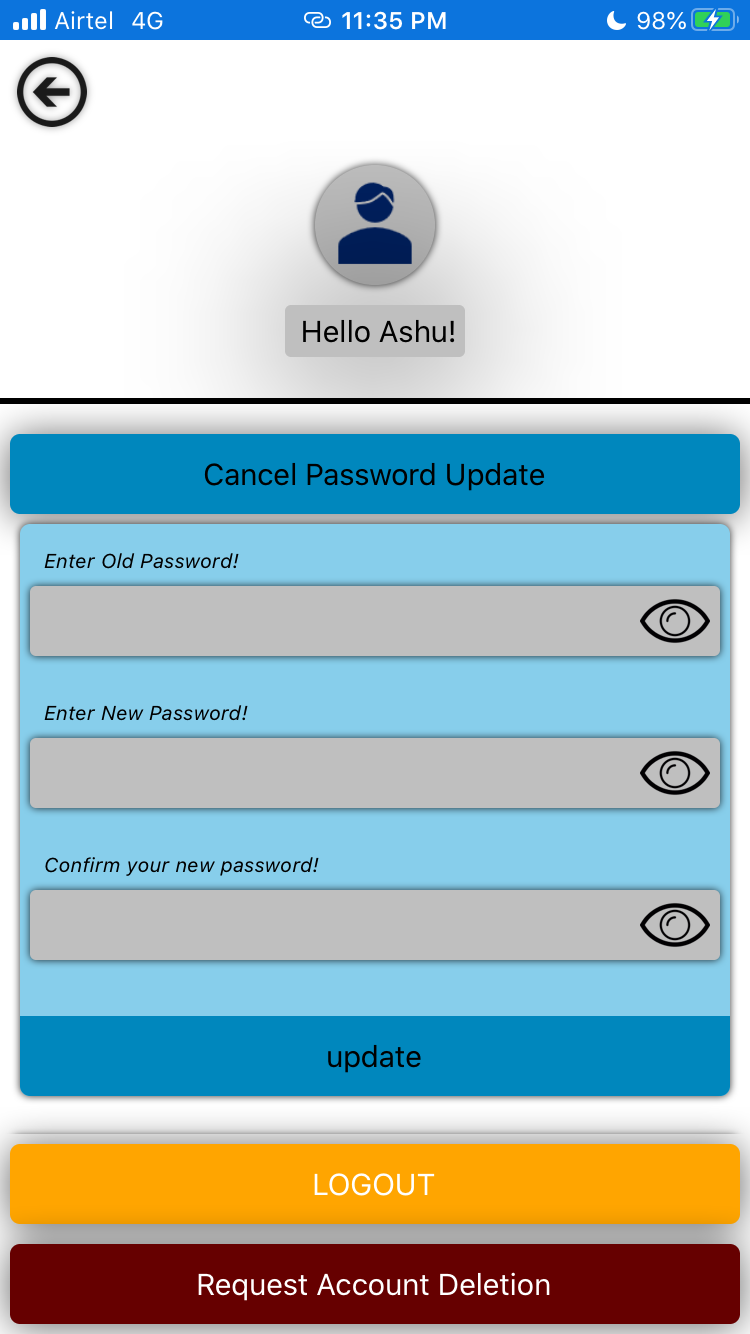 Airtel 4G 11:35 PM 98%
Hello Ashu!
Cancel Password Update
Enter Old Password!
Enter New Password!
Confirm your new password!
update
LOGOUT
Request Account Deletion